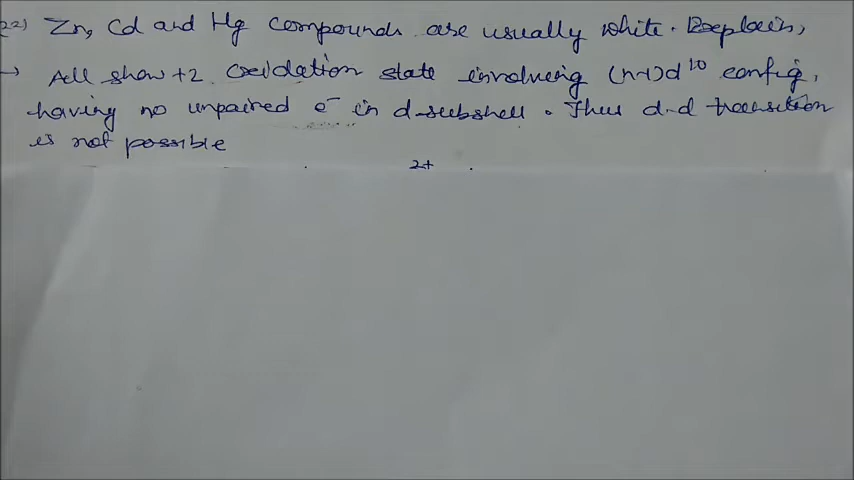 22) Zn, Cd and Hg compounds are usually white. Explain,
→ All show +2 oxidation state involving (n-1)d¹⁰ config,
having no unpaired e⁻ in d-subshell. Thus d-d transition
is not possible
2+